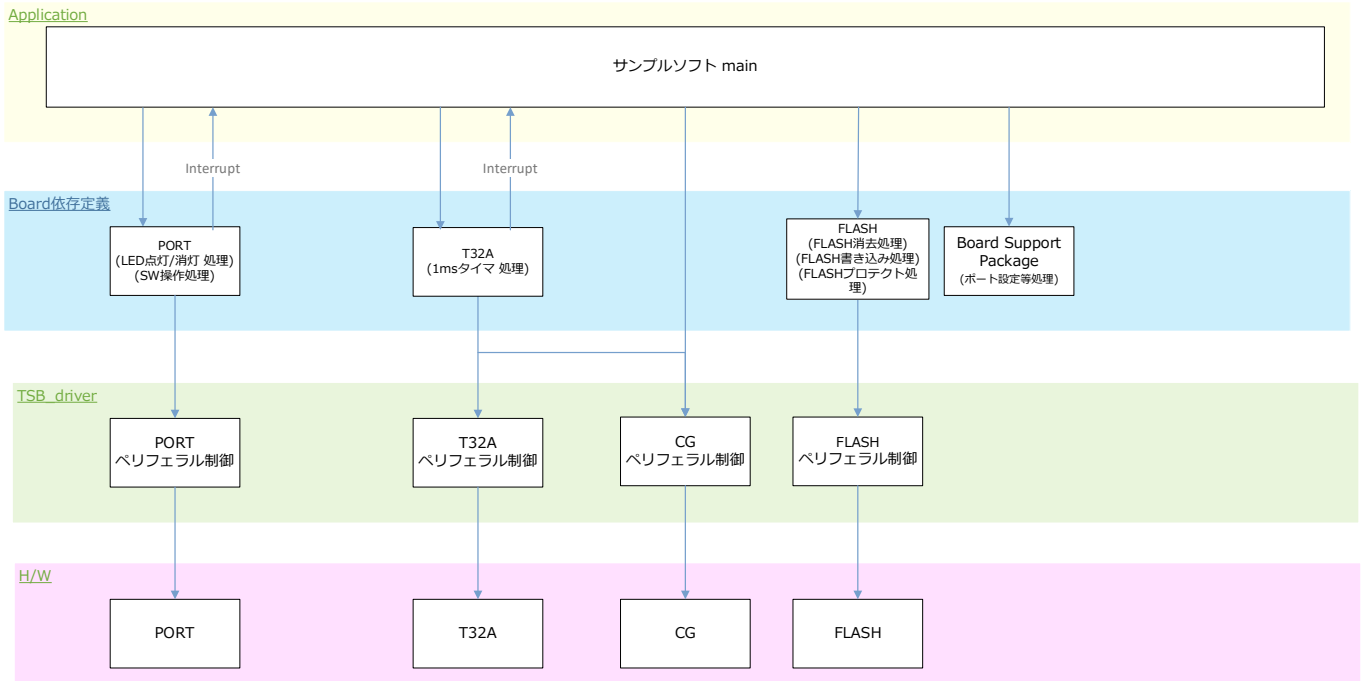 Application
サンプルソフト main
Interrupt
Interrupt
Board依存定義
PORT
(LED点灯/消灯 処理)
(SW操作処理)
T32A
(1msタイマ 処理)
FLASH
(FLASH消去処理)
(FLASH書き込み処理)
(FLASHプロテクト処
理)
Board Support
Package
(ポート設定等処理)
TSB_driver
PORT
ペリフェラル制御
T32A
ペリフェラル制御
CG
ペリフェラル制御
FLASH
ペリフェラル制御
H/W
PORT
T32A
CG
FLASH